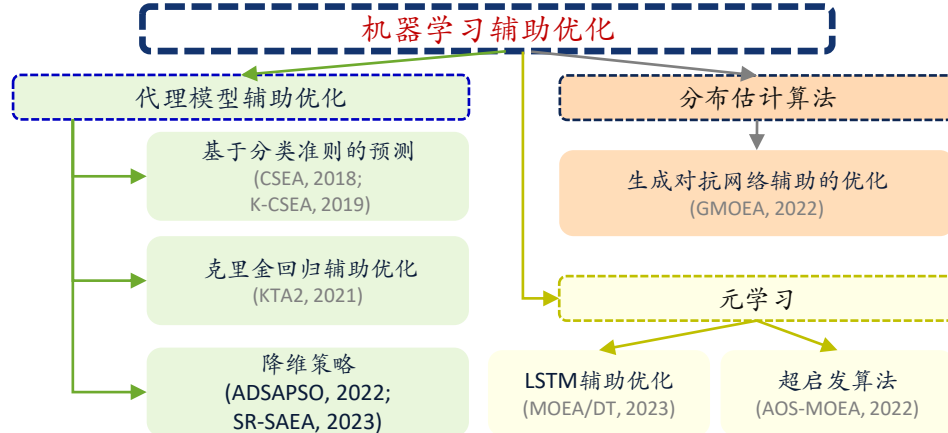 机器学习辅助优化
代理模型辅助优化
基于分类准则的预测
(CSEA, 2018;
K-CSEA, 2019)
克里金回归辅助优化
(KTA2, 2021)
降维策略
(ADSAPSO, 2022;
SR-SAEA, 2023)
分布估计算法
生成对抗网络辅助的优化
(GMOEA, 2022)
元学习
LSTM辅助优化
(MOEA/DT, 2023)
超启发算法
(AOS-MOEA, 2022)